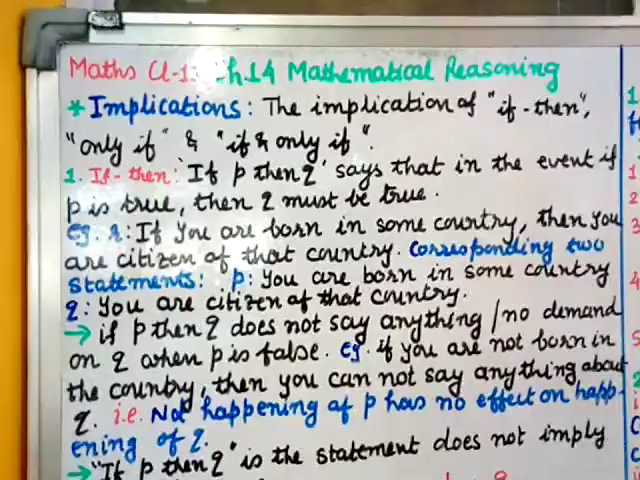 Maths Cl-1 Ch.14 Mathematical Reasoning
* Implications: The implication of "if-then",
"only if" & "if & only if".
1. If-then: 'If p then q' says that in the event if
p is true, then q must be true.
eg. r: If you are born in some country, then you
are citizen of that country. Corresponding two
statements: p: You are born in some country
q: You are citizen of that country.
→ if p then q does not say anything/no demand
on q when p is false. eg. if you are not born in
the country, then you can not say anything about
q. i.e. Not happening of p has no effect on happ-
ening of q.
→ "If p then q" is the statement does not imply